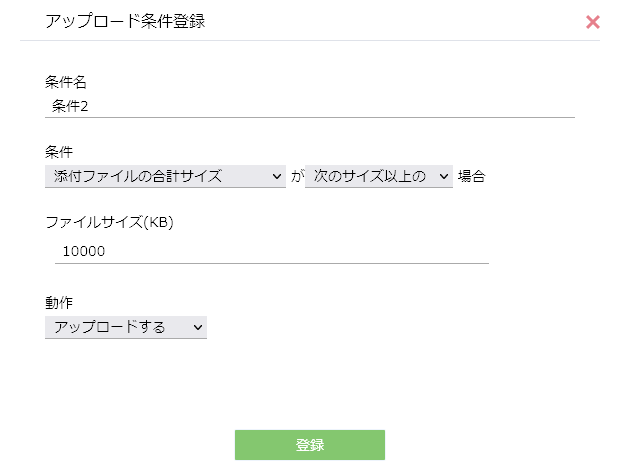 アップロード条件登録
条件名
条件2
条件
添付ファイルの合計サイズ が 次のサイズ以上の 場合
ファイルサイズ(KB)
10000
動作
アップロードする
登録